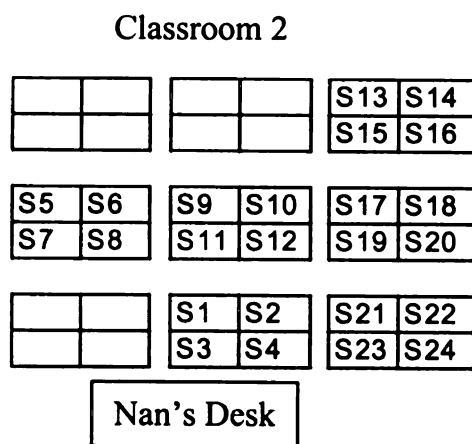 Classroom 2
S13 S14
S15 S16
S5 S6 S9 S10 S17 S18
S7 S8 S11 S12 S19 S20
S1 S2 S21 S22
S3 S4 S23 S24
Nan's Desk